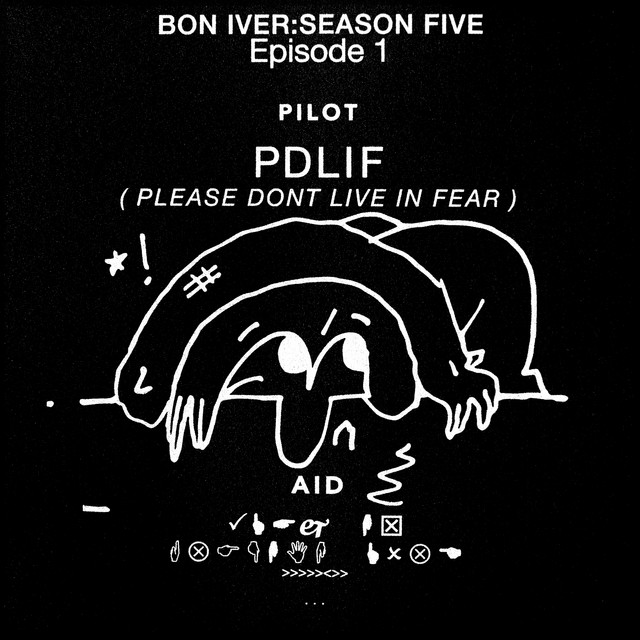 BON IVER:SEASON FIVE
Episode 1
PILOT
PDLIF
( PLEASE DONT LIVE IN FEAR )
* !
#
AID
>>>>><>>
...